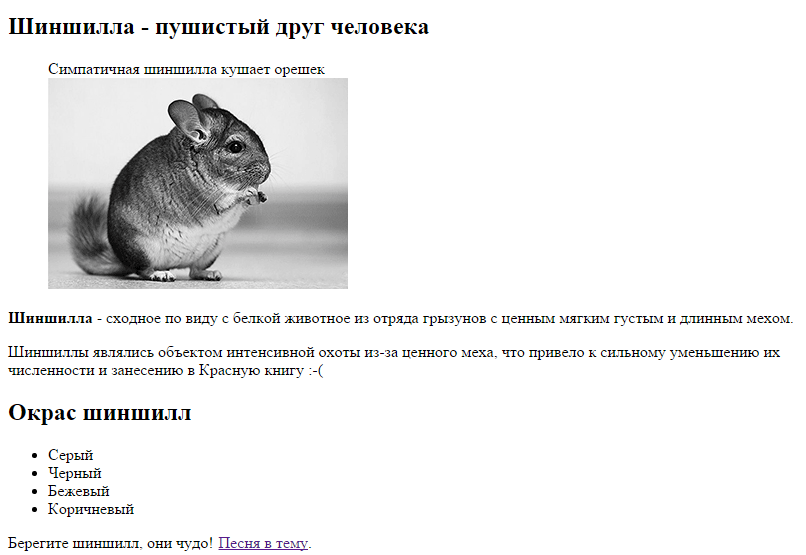 Шиншилла - пушистый друг человека
Симпатичная шиншилла кушает орешек
Шиншилла - сходное по виду с белкой животное из отряда грызунов с ценным мягким густым и длинным мехом.
Шиншиллы являлись объектом интенсивной охоты из-за ценного меха, что привело к сильному уменьшению их
численности и занесению в Красную книгу :-(
Окрас шиншилл
Серый
Черный
Бежевый
Коричневый
Берегите шиншилл, они чудо! Песня в тему.